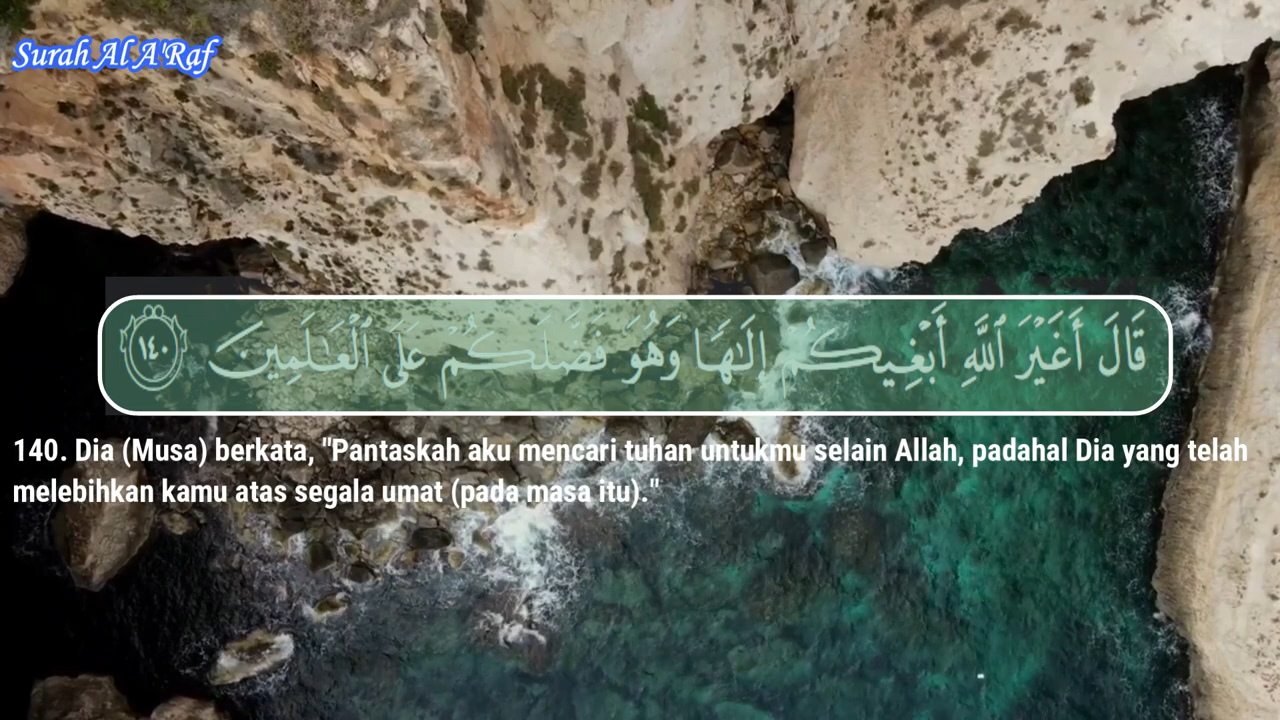 Surah Al A'Raf
قَالَ أَغَيْرَ ٱللَّهِ أَبْغِيكُمْ إِلَـٰهًا وَهُوَ فَضَّلَكُمْ عَلَى ٱلْعَـٰلَمِينَ ١٤٠
140. Dia (Musa) berkata, "Pantaskah aku mencari tuhan untukmu selain Allah, padahal Dia yang telah
melebihkan kamu atas segala umat (pada masa itu)."